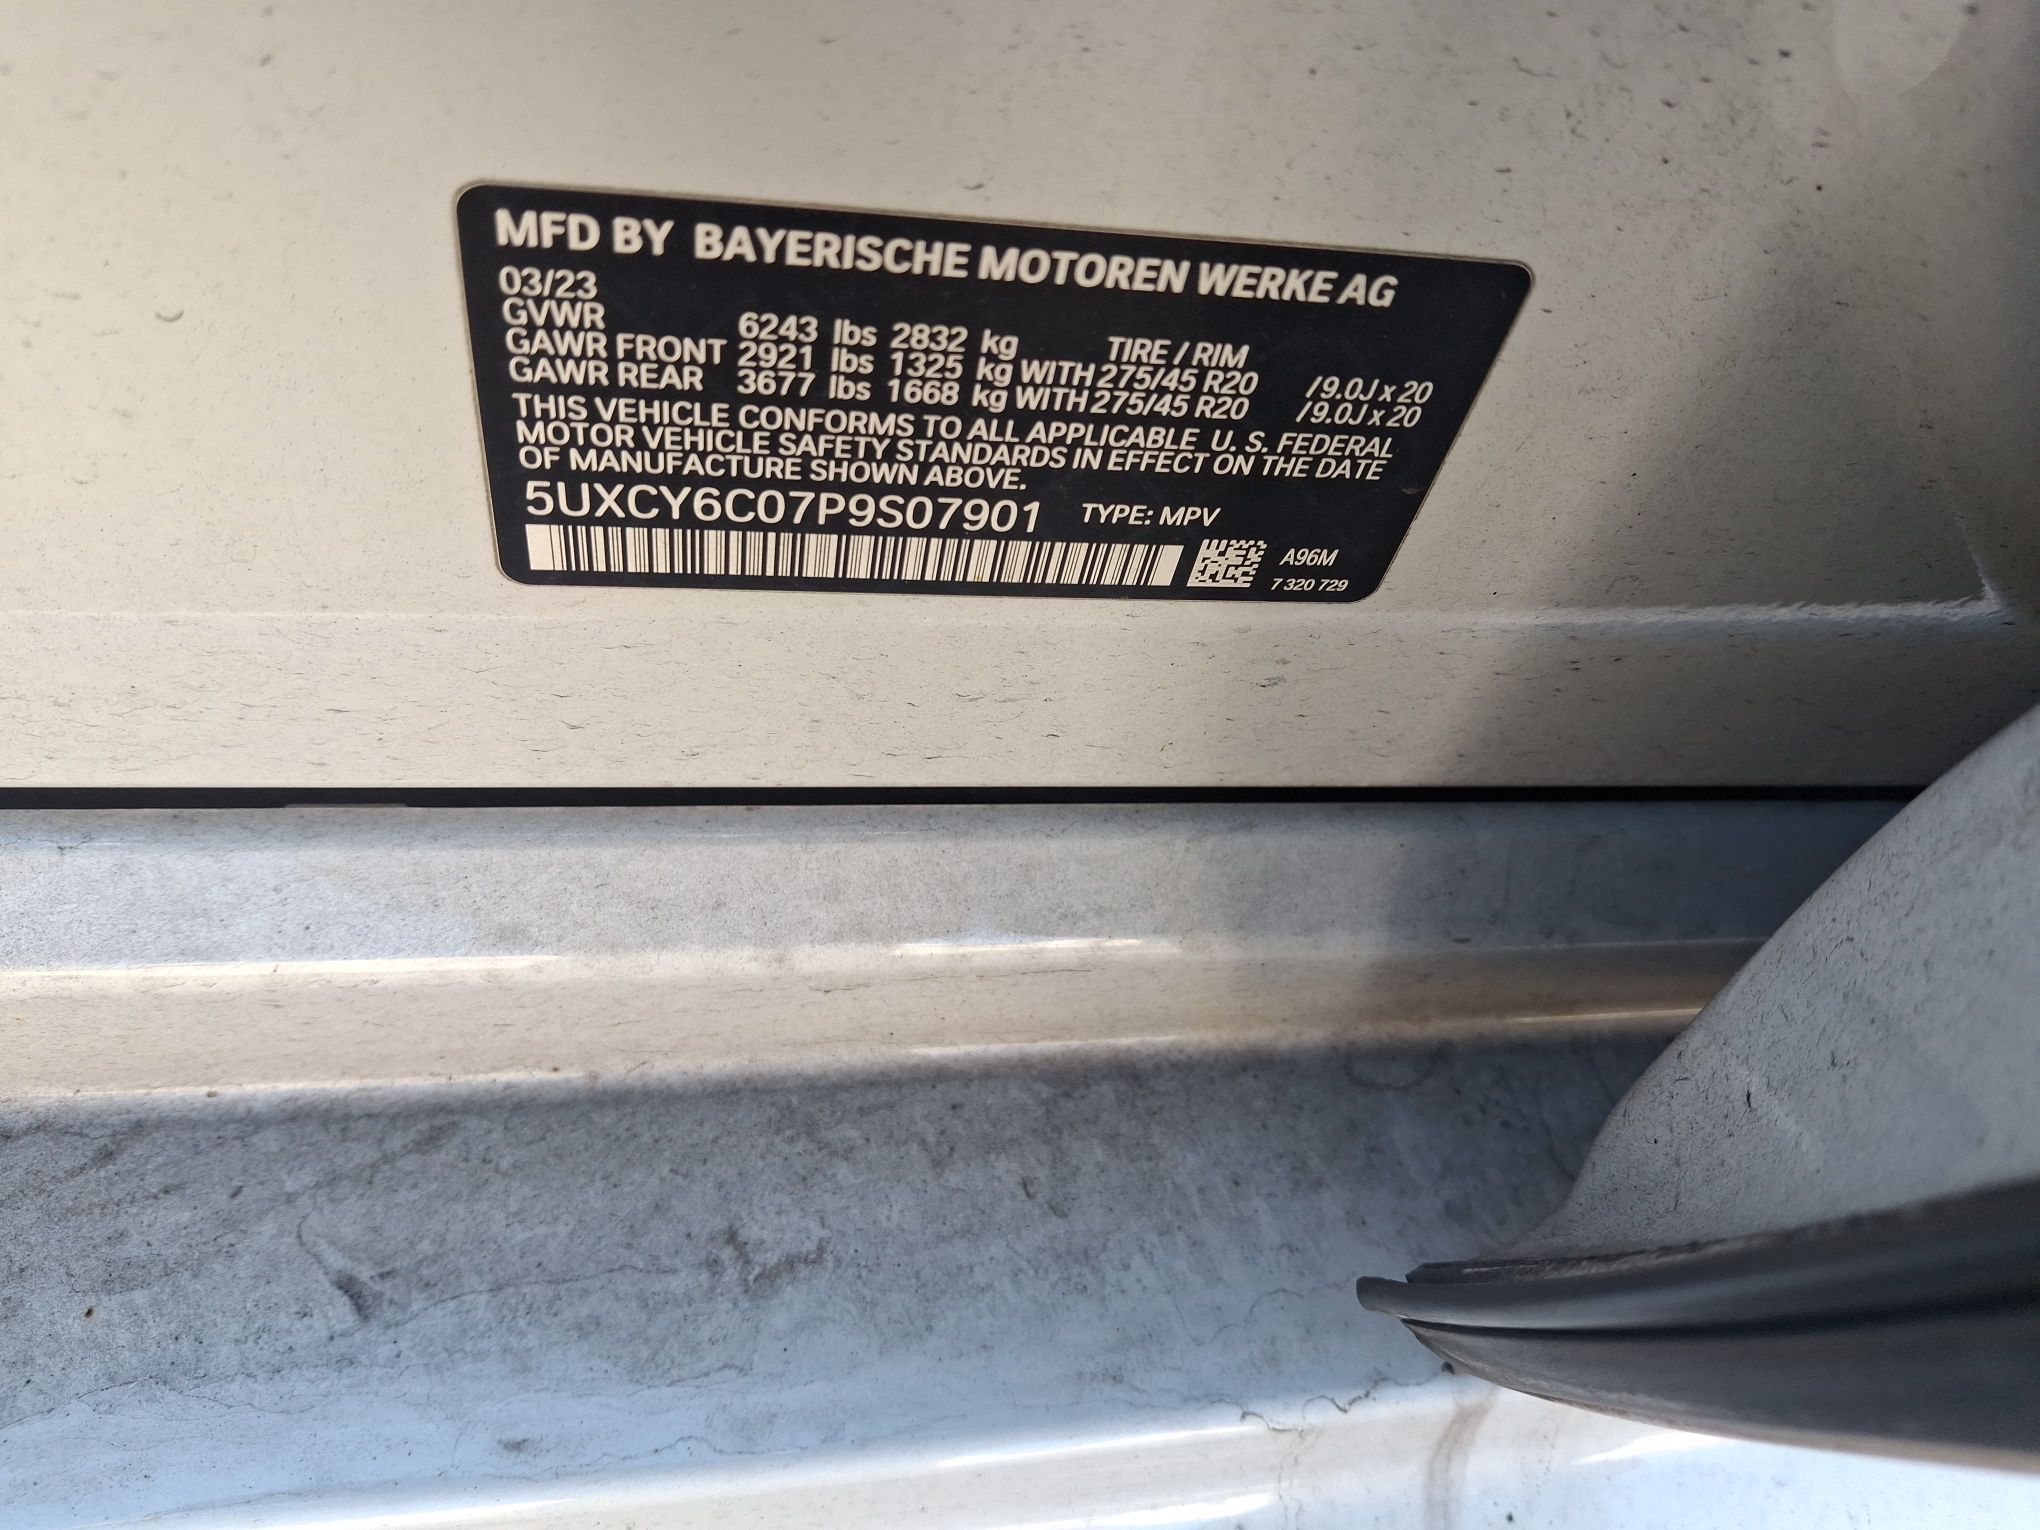 MFD BY BAYERISCHE MOTOREN WERKE AG
03/23
GVWR 6243 lbs 2832 kg TIRE / RIM
GAWR FRONT 2921 lbs 1325 kg WITH 275/45 R20 / 9.0J x 20
GAWR REAR 3677 lbs 1668 kg WITH 275/45 R20 / 9.0J x 20
THIS VEHICLE CONFORMS TO ALL APPLICABLE U. S. FEDERAL
MOTOR VEHICLE SAFETY STANDARDS IN EFFECT ON THE DATE
OF MANUFACTURE SHOWN ABOVE.
5UXCY6C07P9S07901 TYPE: MPV
A96M
7 320 729